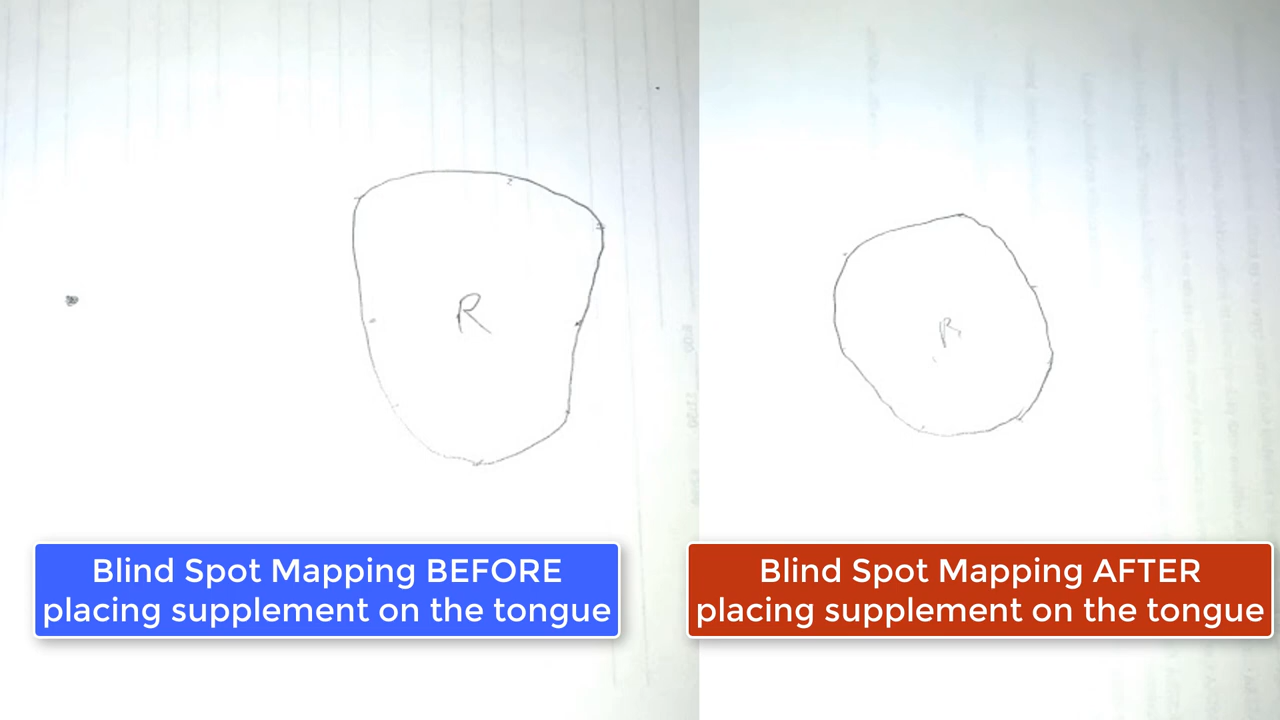 R
R
Blind Spot Mapping BEFORE
placing supplement on the tongue
Blind Spot Mapping AFTER
placing supplement on the tongue